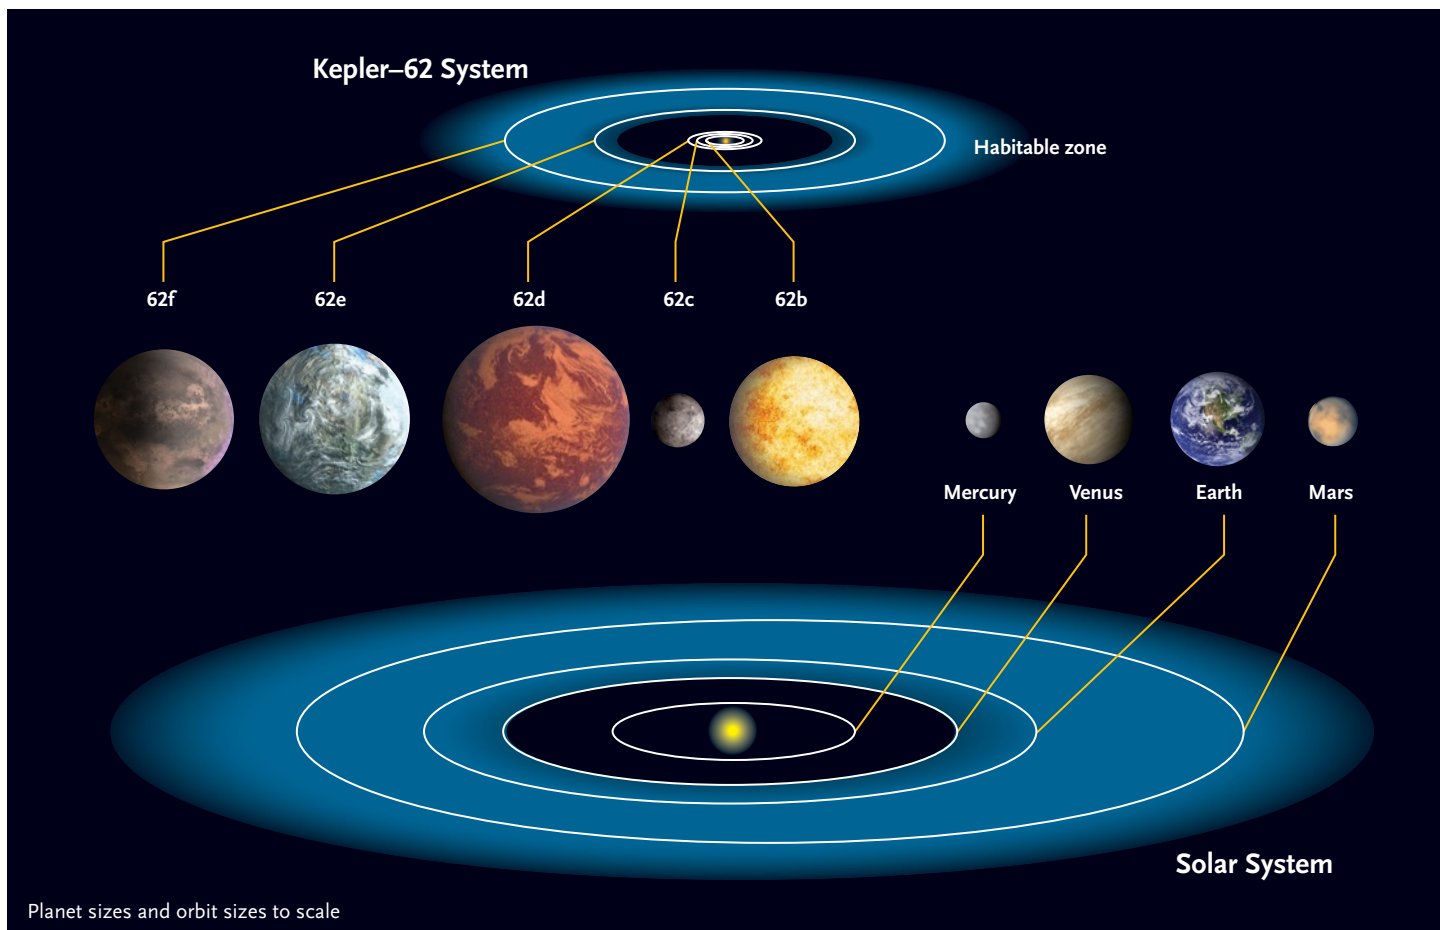 Kepler–62 System
Habitable zone
62f 62e 62d 62c 62b
Mercury Venus Earth Mars
Solar System
Planet sizes and orbit sizes to scale